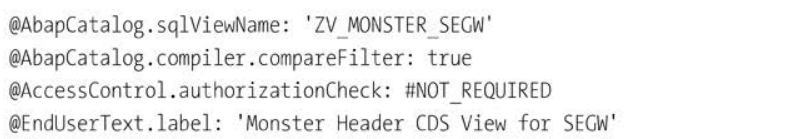 @AbapCatalog.sqlViewName: 'ZV_MONSTER_SEGW'
@AbapCatalog.compiler.compareFilter: true
@AccessControl.authorizationCheck: #NOT_REQUIRED
@EndUserText.label: 'Monster Header CDS View for SEGW'